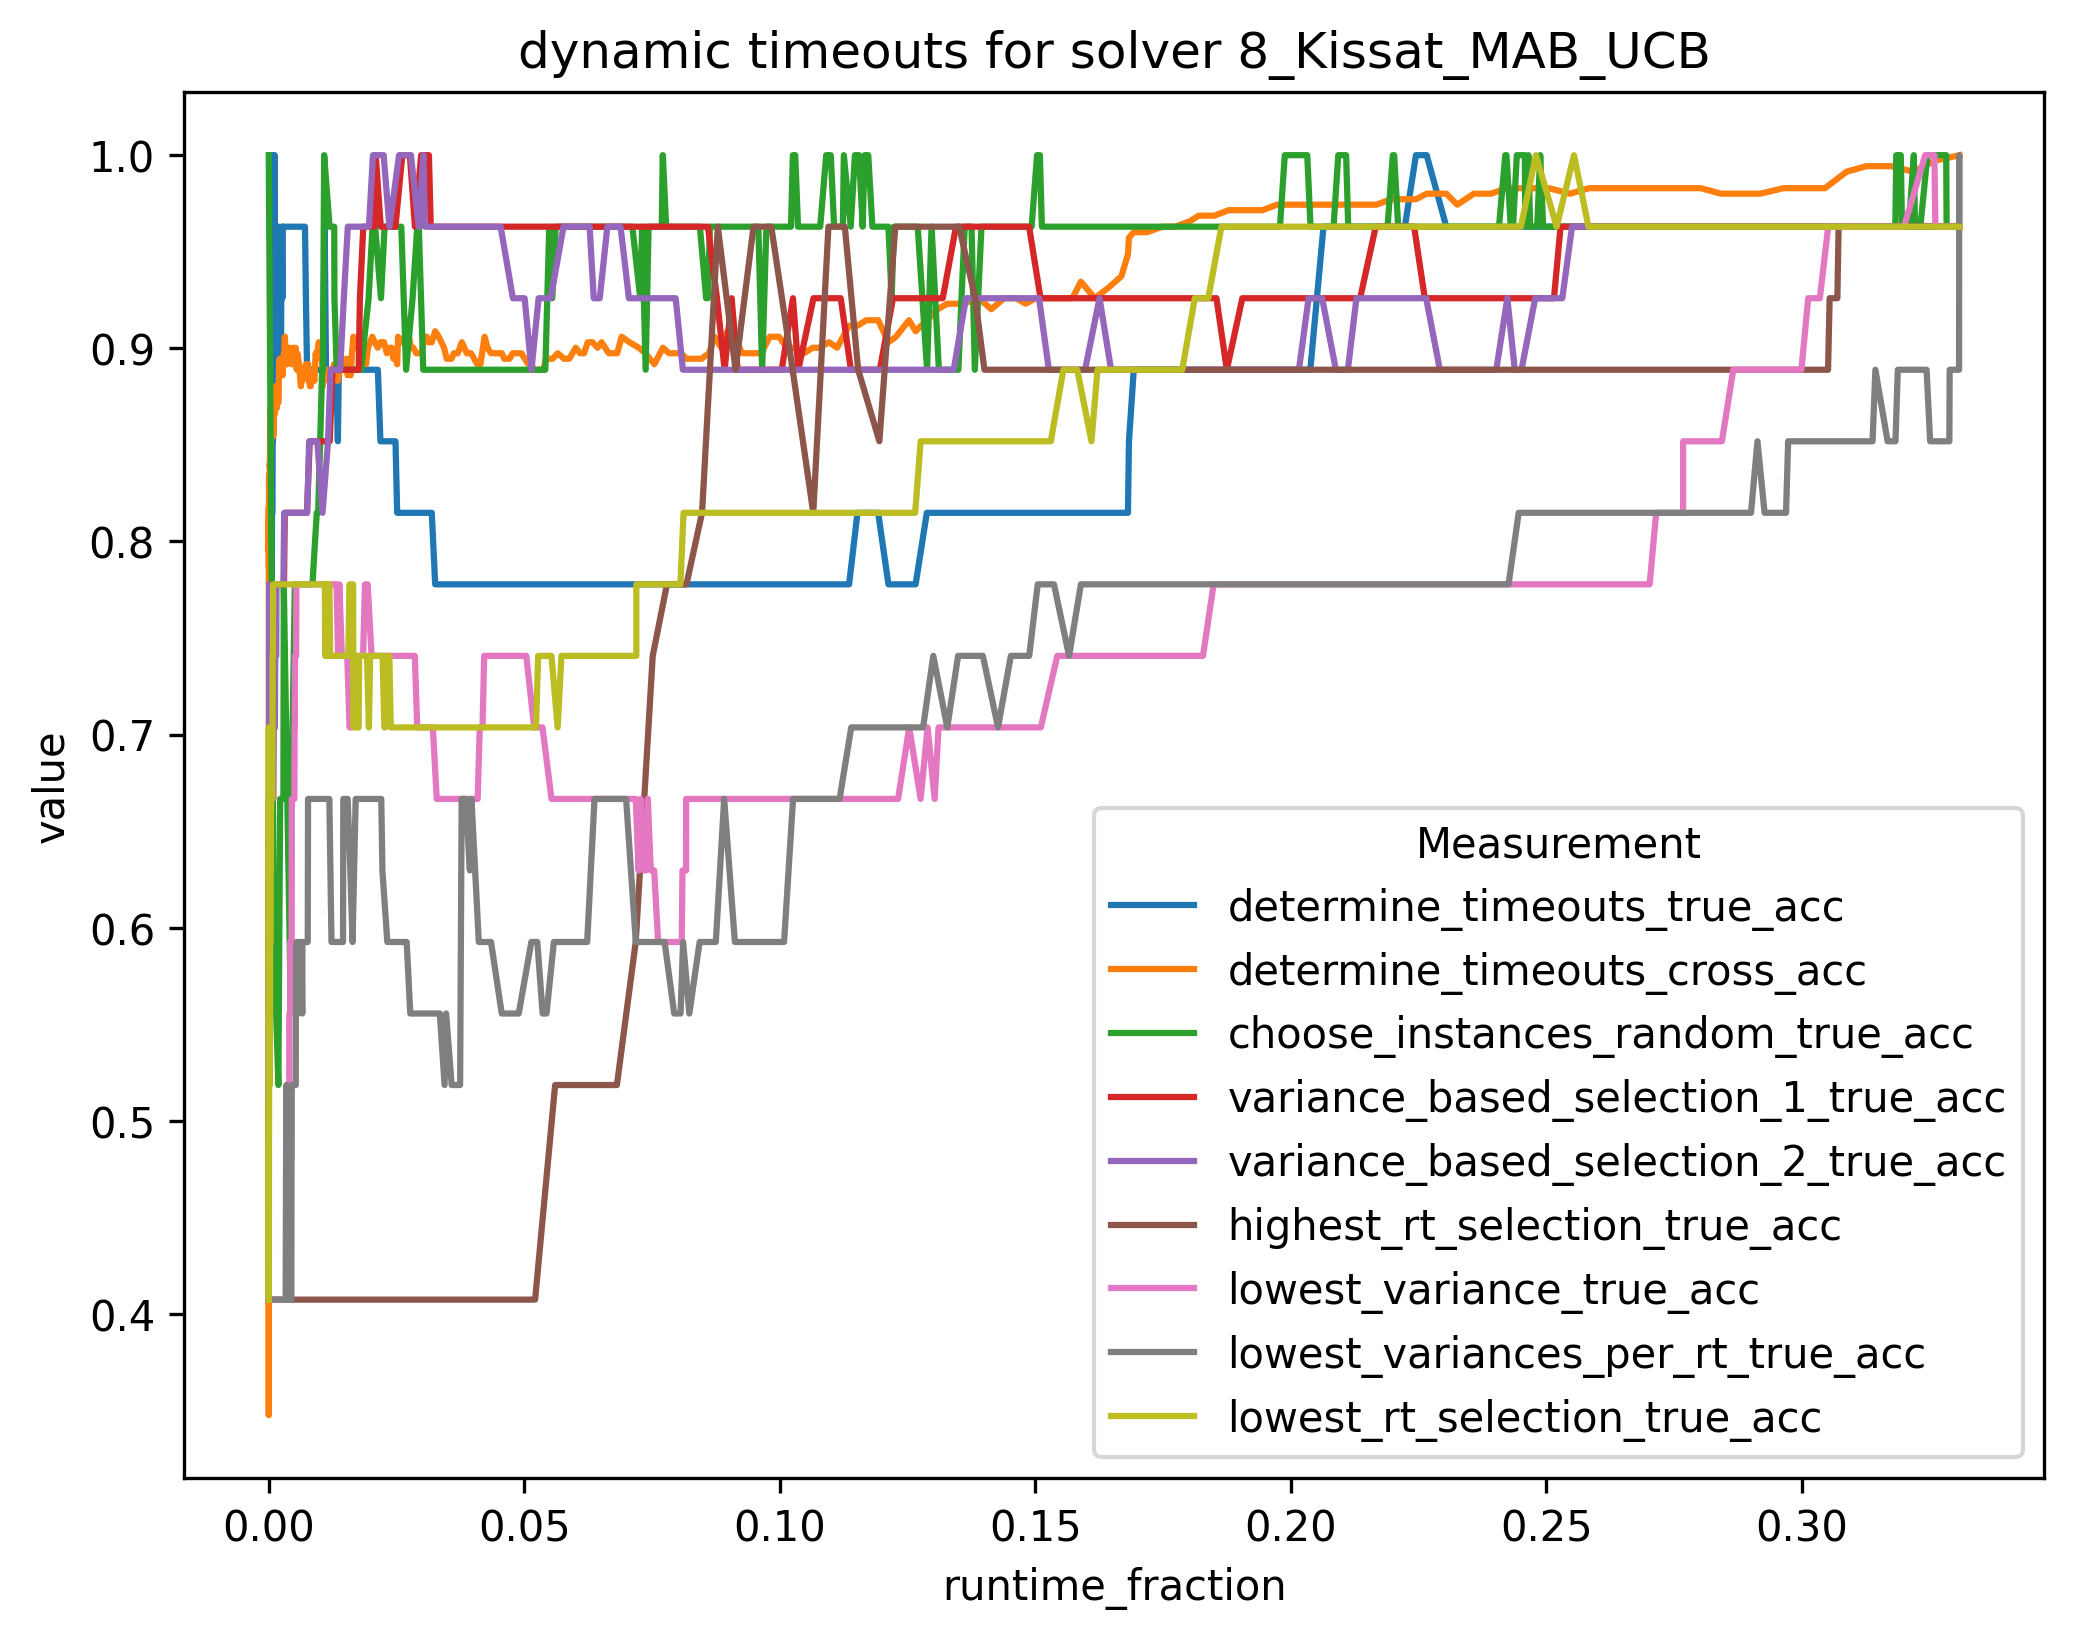 dynamic timeouts for solver 8_Kissat_MAB_UCB
1.0
0.9
0.8
0.7
0.6
0.5
0.4
value
0.00
0.05
0.10
0.15
0.20
0.25
0.30
runtime_fraction
Measurement
determine_timeouts_true_acc
determine_timeouts_cross_acc
choose_instances_random_true_acc
variance_based_selection_1_true_acc
variance_based_selection_2_true_acc
highest_rt_selection_true_acc
lowest_variance_true_acc
lowest_variances_per_rt_true_acc
lowest_rt_selection_true_acc